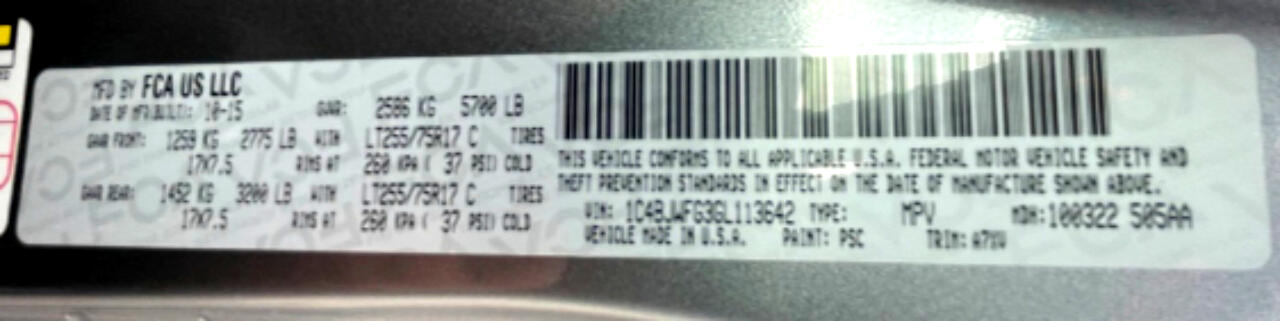 MFD BY FCA US LLC
DATE OF MFR(BUILT): 10-15 GVWR: 2586 KG 5700 LB
GAWR FRONT: 1259 KG 2775 LB WITH LT255/75R17 C TIRES
17X7.5 RIMS AT 260 KPA ( 37 PSI) COLD
GAWR REAR: 1452 KG 3200 LB WITH LT255/75R17 C TIRES
17X7.5 RIMS AT 260 KPA ( 37 PSI) COLD
THIS VEHICLE CONFORMS TO ALL APPLICABLE U.S.A. FEDERAL MOTOR VEHICLE SAFETY AND
THEFT PREVENTION STANDARDS IN EFFECT ON THE DATE OF MANUFACTURE SHOWN ABOVE.
VIN: 1C4BJWFG3GL113642 TYPE: MPV MDH:100322 505AA
VEHICLE MADE IN U.S.A. PAINT: PSC TRIM: A7XV